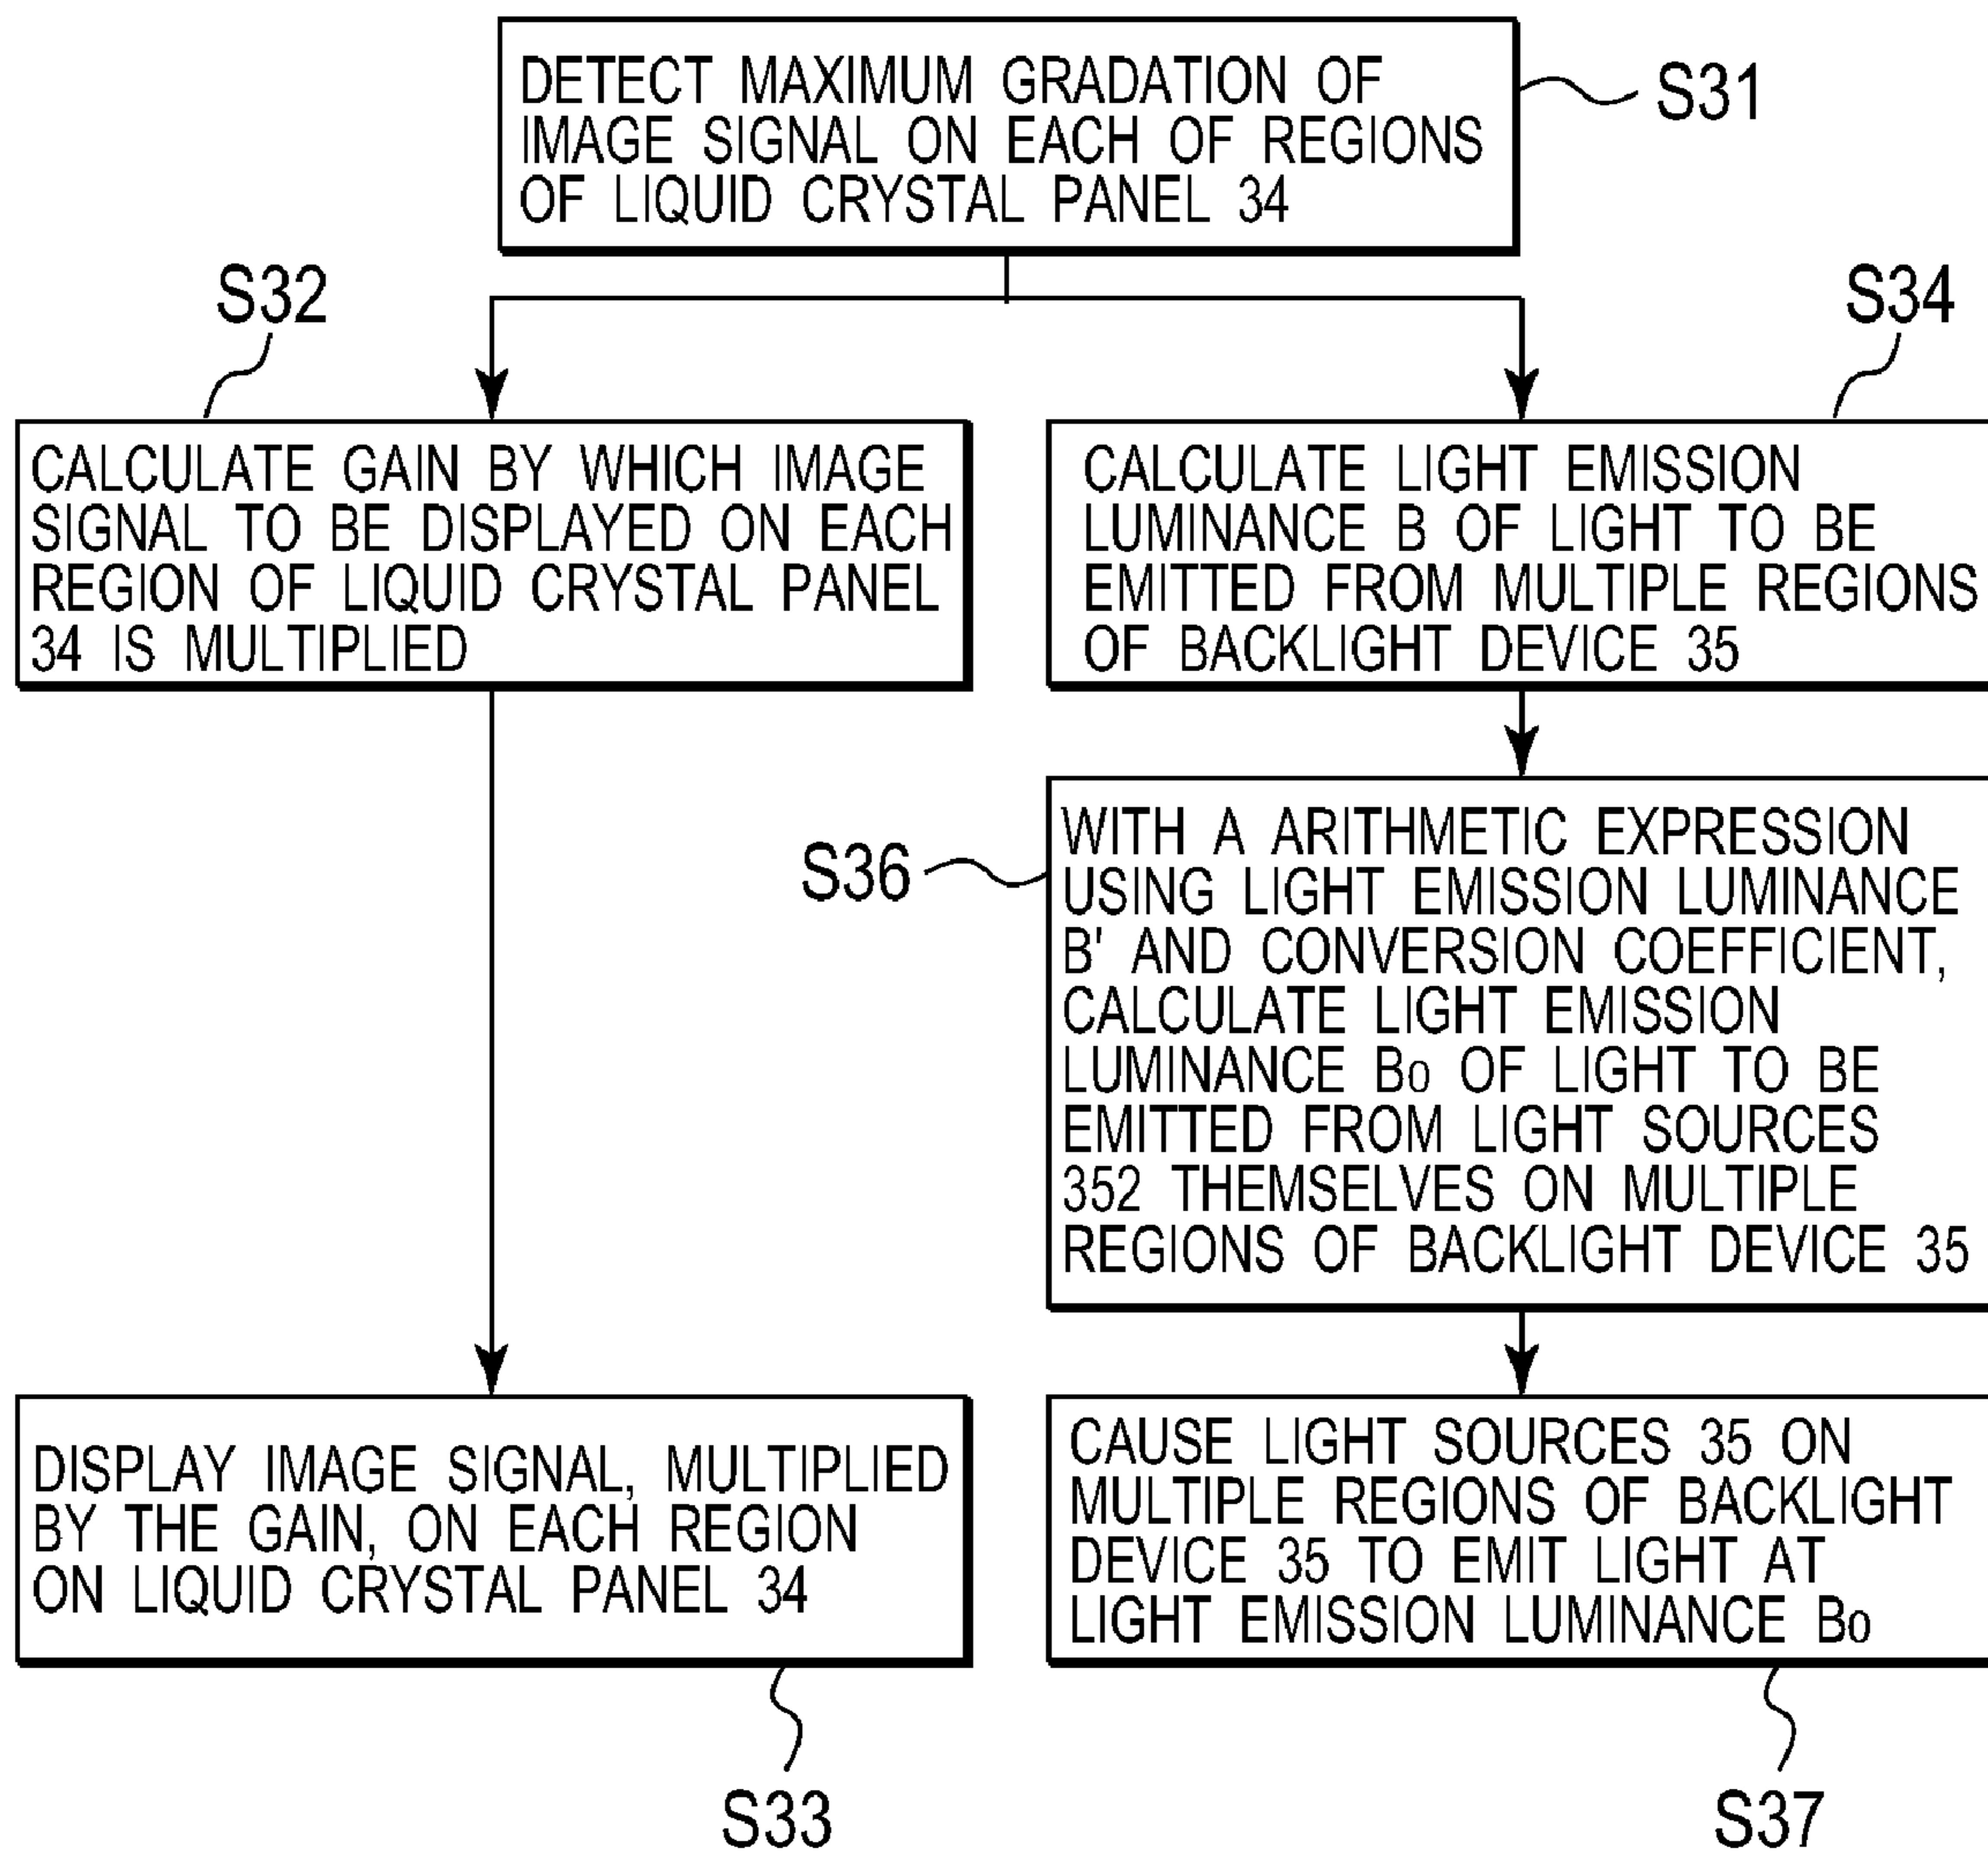 DETECT MAXIMUM GRADATION OF
IMAGE SIGNAL ON EACH OF REGIONS
OF LIQUID CRYSTAL PANEL 34
S31
S32
S34
CALCULATE GAIN BY WHICH IMAGE
SIGNAL TO BE DISPLAYED ON EACH
REGION OF LIQUID CRYSTAL PANEL
34 IS MULTIPLIED
CALCULATE LIGHT EMISSION
LUMINANCE B OF LIGHT TO BE
EMITTED FROM MULTIPLE REGIONS
OF BACKLIGHT DEVICE 35
S36
WITH A ARITHMETIC EXPRESSION
USING LIGHT EMISSION LUMINANCE
B' AND CONVERSION COEFFICIENT,
CALCULATE LIGHT EMISSION
LUMINANCE Bo OF LIGHT TO BE
EMITTED FROM LIGHT SOURCES
352 THEMSELVES ON MULTIPLE
REGIONS OF BACKLIGHT DEVICE 35
DISPLAY IMAGE SIGNAL, MULTIPLIED
BY THE GAIN, ON EACH REGION
ON LIQUID CRYSTAL PANEL 34
CAUSE LIGHT SOURCES 35 ON
MULTIPLE REGIONS OF BACKLIGHT
DEVICE 35 TO EMIT LIGHT AT
LIGHT EMISSION LUMINANCE Bo
S33
S37